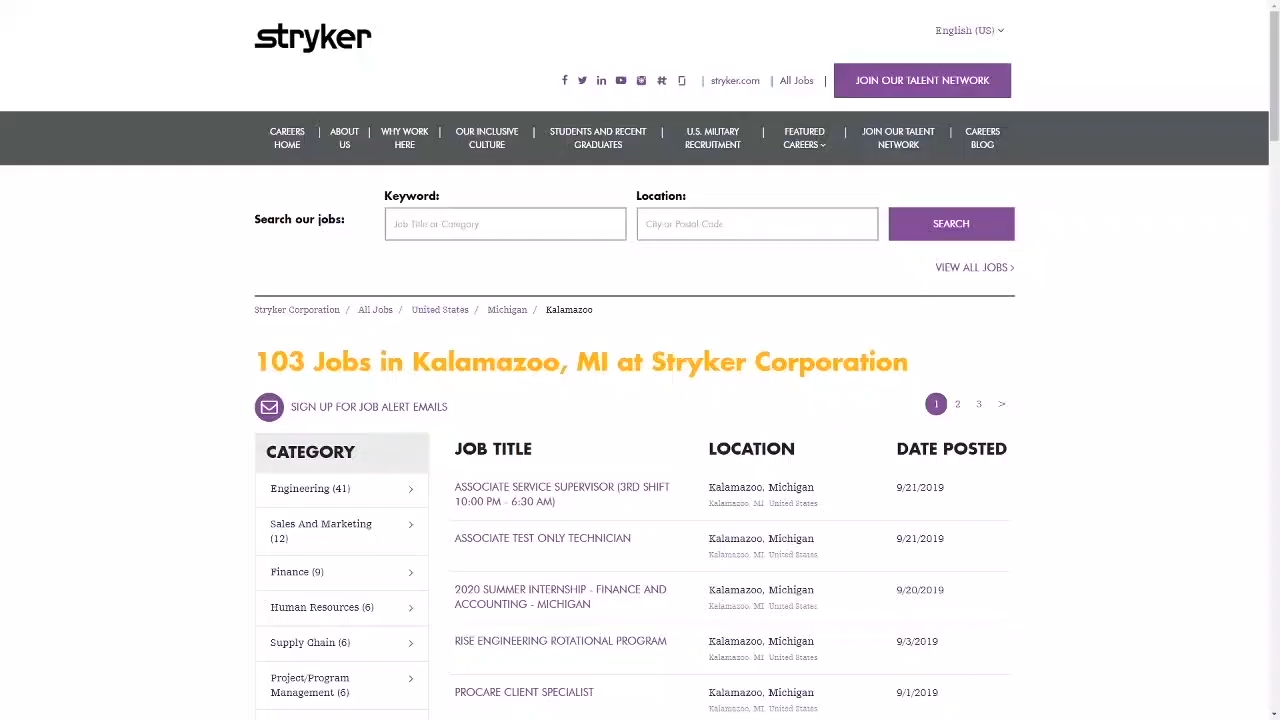 stryker
English (US)
| stryker.com | All Jobs |
JOIN OUR TALENT NETWORK
CAREERS HOME | ABOUT US | WHY WORK HERE | OUR INCLUSIVE CULTURE | STUDENTS AND RECENT GRADUATES | U.S. MILITARY RECRUITMENT | FEATURED CAREERS | JOIN OUR TALENT NETWORK | CAREERS BLOG
Search our jobs:
Keyword:
Job Title or Category
Location:
City or Postal Code
SEARCH
VIEW ALL JOBS >
Stryker Corporation / All Jobs / United States / Michigan / Kalamazoo
103 Jobs in Kalamazoo, MI at Stryker Corporation
SIGN UP FOR JOB ALERT EMAILS
1 2 3 >
CATEGORY
Engineering (41)
Sales And Marketing
(12)
Finance (9)
Human Resources (6)
Supply Chain (6)
Project/Program
Management (6)
JOB TITLE LOCATION DATE POSTED
ASSOCIATE SERVICE SUPERVISOR (3RD SHIFT
10:00 PM - 6:30 AM)
Kalamazoo, Michigan
Kalamazoo, MI United States
9/21/2019
ASSOCIATE TEST ONLY TECHNICIAN
Kalamazoo, Michigan
Kalamazoo, MI United States
9/21/2019
2020 SUMMER INTERNSHIP - FINANCE AND
ACCOUNTING - MICHIGAN
Kalamazoo, Michigan
Kalamazoo, MI United States
9/20/2019
RISE ENGINEERING ROTATIONAL PROGRAM
Kalamazoo, Michigan
Kalamazoo, MI United States
9/3/2019
PROCARE CLIENT SPECIALIST
Kalamazoo, Michigan
Kalamazoo, MI United States
9/1/2019